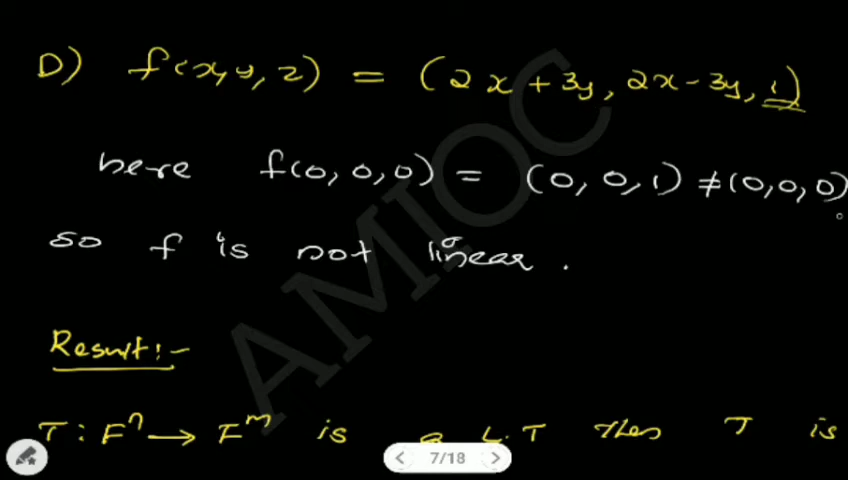 D) f(x,y,z) = (2x+3y, 2x-3y, 1)
here f(0,0,0) = (0,0,1) ≠ (0,0,0)
so f is not linear.
Result:-
T: Fⁿ → Fᵐ is a L.T then T is
7/18
AMIOC